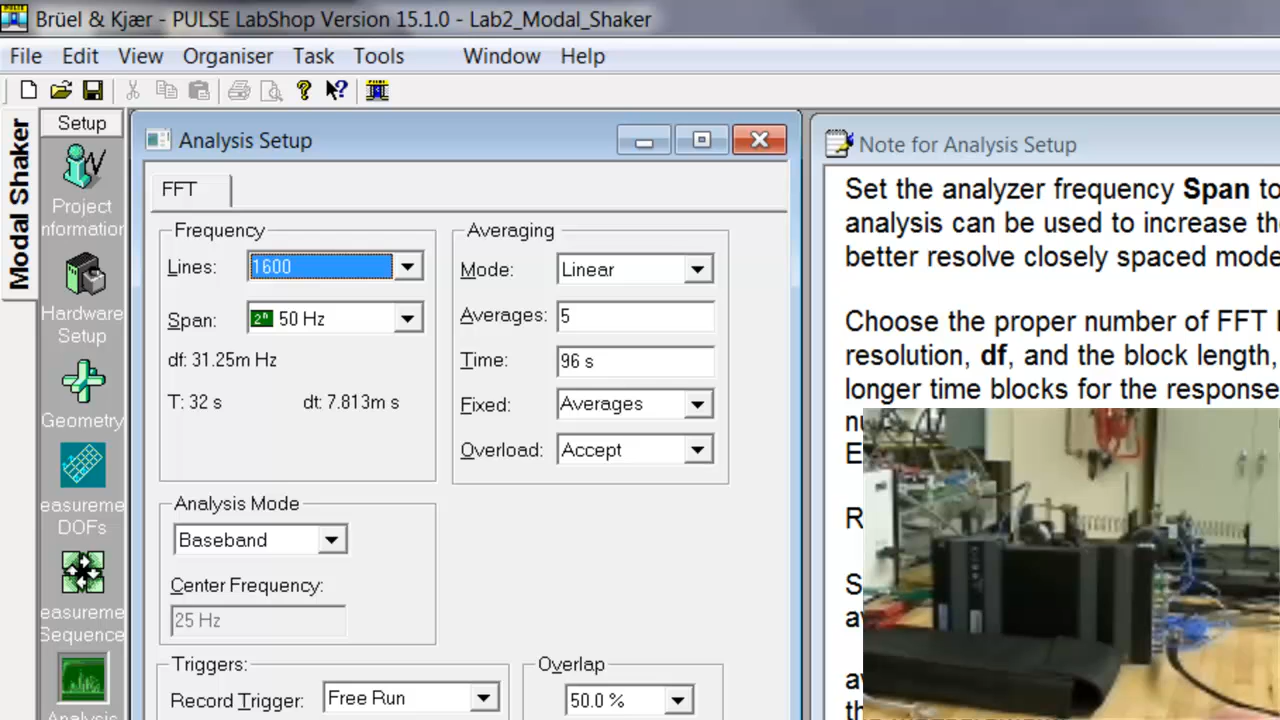 Brüel & Kjær - PULSE LabShop Version 15.1.0 - Lab2_Modal_Shaker
File Edit View Organiser Task Tools Window Help
Modal Shaker
Setup
Project
nformation
Hardware
Setup
Geometry
easureme
DOFs
easureme
Sequence
Analysis
Analysis Setup
FFT
Frequency
Lines: 1600
Span: 2ⁿ 50 Hz
df: 31.25m Hz
T: 32 s dt: 7.813m s
Averaging
Mode: Linear
Averages: 5
Time: 96 s
Fixed: Averages
Overload: Accept
Analysis Mode
Baseband
Center Frequency:
25 Hz
Triggers:
Record Trigger: Free Run
Overlap
50.0 %
Note for Analysis Setup
Set the analyzer frequency Span to
analysis can be used to increase the
better resolve closely spaced mode
Choose the proper number of FFT
resolution, df, and the block length,
longer time blocks for the response